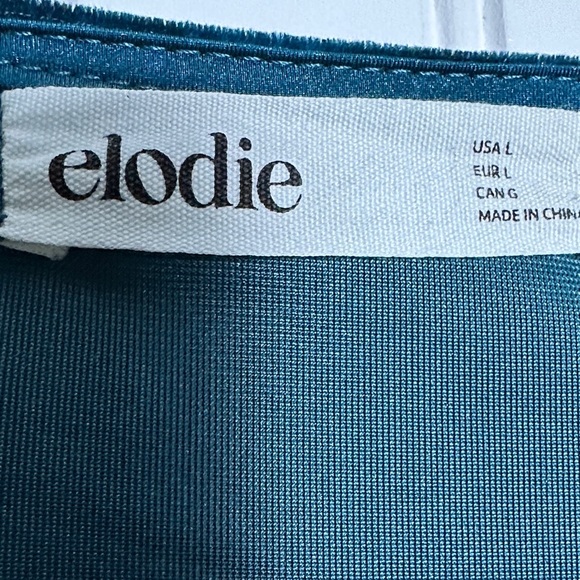 elodie
USA L
EUR L
CAN G
MADE IN CHINA